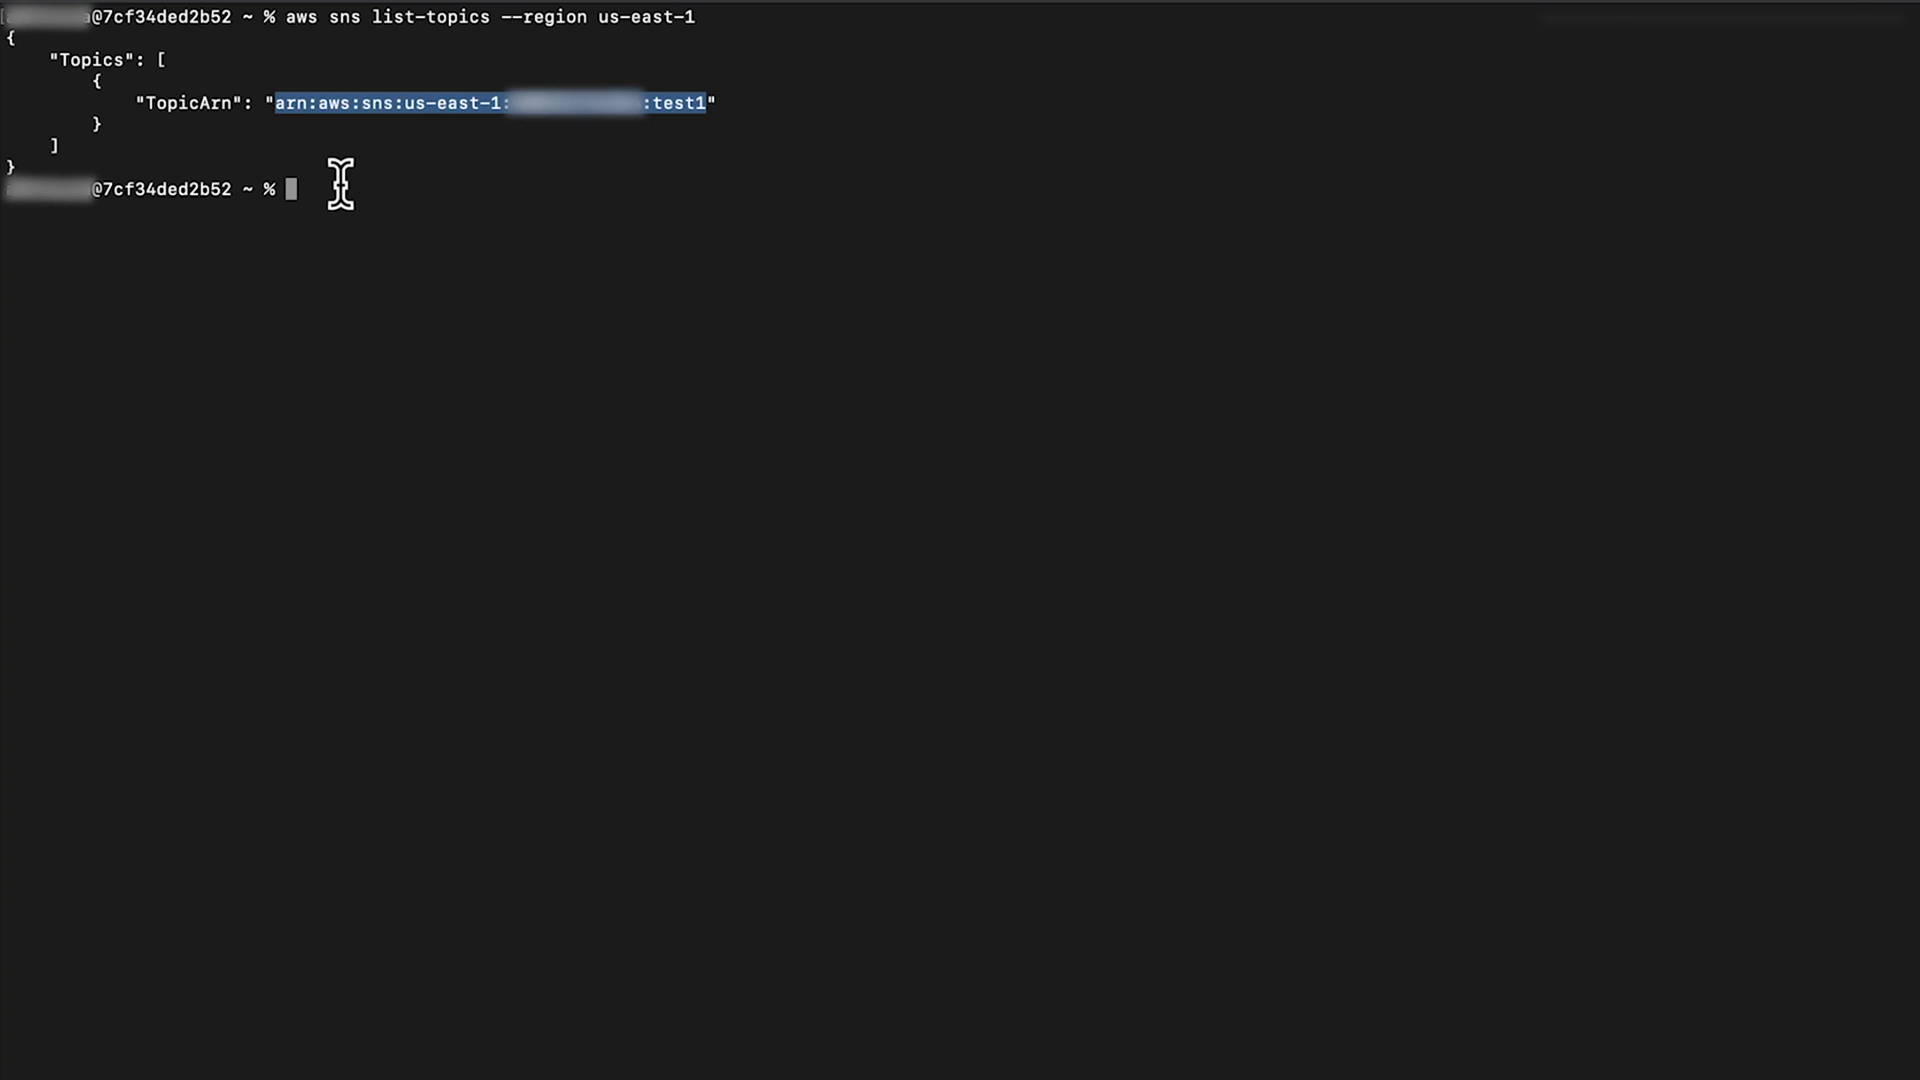 @7cf34ded2b52 ~ % aws sns list-topics --region us-east-1
{
    "Topics": [
        {
            "TopicArn": "arn:aws:sns:us-east-1: :test1"
        }
    ]
}
@7cf34ded2b52 ~ %